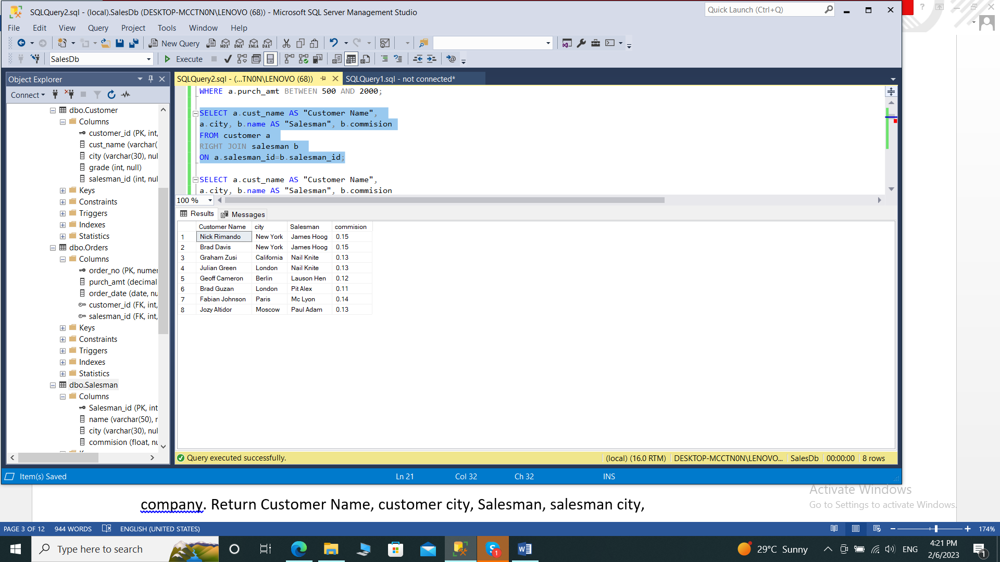 SQLQuery2.sql - (local).SalesDb (DESKTOP-MCCTN0N\LENOVO (68)) - Microsoft SQL Server Management Studio
Quick Launch (Ctrl+Q)
File Edit View Query Project Tools Window Help
New Query MDX DMX XMLA DAX
SalesDb Execute
Object Explorer
SQLQuery2.sql - (...TN0N\LENOVO (68)) SQLQuery1.sql - not connected*
Connect
dbo.Customer
Columns
customer_id (PK, int,
cust_name (varchar(
city (varchar(30), nul
grade (int, null)
salesman_id (int, nul
Keys
Constraints
Triggers
Indexes
Statistics
dbo.Orders
Columns
order_no (PK, numer
purch_amt (decimal
order_date (date, nu
customer_id (FK, int,
salesman_id (FK, int,
Keys
Constraints
Triggers
Indexes
Statistics
dbo.Salesman
Columns
Salesman_id (PK, int
name (varchar(50), r
city (varchar(30), nul
commision (float, nu
WHERE a.purch_amt BETWEEN 500 AND 2000;
SELECT a.cust_name AS "Customer Name",
a.city, b.name AS "Salesman", b.commision
FROM customer a
RIGHT JOIN salesman b
ON a.salesman_id=b.salesman_id;
SELECT a.cust_name AS "Customer Name",
a.city, b.name AS "Salesman", b.commision
100 %
Results Messages
Customer Name city Salesman commision
1 Nick Rimando New York James Hoog 0.15
2 Brad Davis New York James Hoog 0.15
3 Graham Zusi California Nail Knite 0.13
4 Julian Green London Nail Knite 0.13
5 Geoff Cameron Berlin Lauson Hen 0.12
6 Brad Guzan London Pit Alex 0.11
7 Fabian Johnson Paris Mc Lyon 0.14
8 Jozy Altidor Moscow Paul Adam 0.13
Query executed successfully. (local) (16.0 RTM) DESKTOP-MCCTN0N\LENOVO... SalesDb 00:00:00 8 rows
Item(s) Saved Ln 21 Col 32 Ch 32 INS
Activate Windows
Go to Settings to activate Windows.
company. Return Customer Name, customer city, Salesman, salesman city,
PAGE 3 OF 12 944 WORDS ENGLISH (UNITED STATES) 174%
Type here to search
29°C Sunny ENG
4:21 PM
2/6/2023
1
1